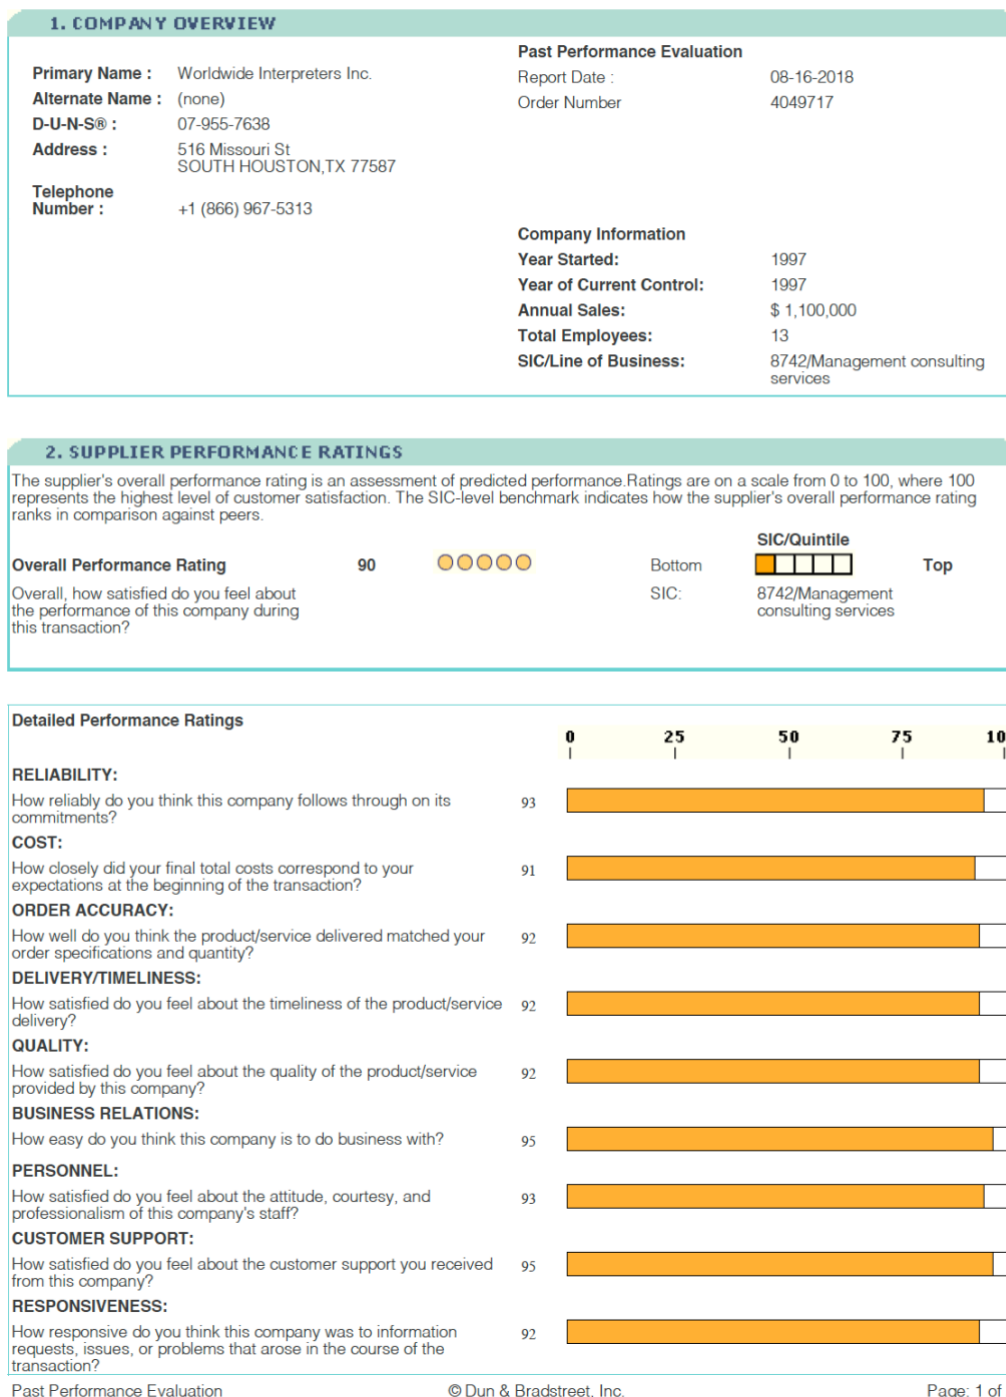 1. COMPANY OVERVIEW
Past Performance Evaluation
Primary Name : Worldwide Interpreters Inc.
Report Date : 08-16-2018
Alternate Name : (none)
Order Number 4049717
D-U-N-S® : 07-955-7638
Address : 516 Missouri St
SOUTH HOUSTON,TX 77587
Telephone
Number : +1 (866) 967-5313
Company Information
Year Started: 1997
Year of Current Control: 1997
Annual Sales: $ 1,100,000
Total Employees: 13
SIC/Line of Business: 8742/Management consulting
services
2. SUPPLIER PERFORMANCE RATINGS
The supplier's overall performance rating is an assessment of predicted performance.Ratings are on a scale from 0 to 100, where 100
represents the highest level of customer satisfaction. The SIC-level benchmark indicates how the supplier's overall performance rating
ranks in comparison against peers.
SIC/Quintile
Overall Performance Rating 90 Bottom Top
Overall, how satisfied do you feel about
the performance of this company during
this transaction?
SIC: 8742/Management
consulting services
Detailed Performance Ratings
0 25 50 75 10
RELIABILITY:
How reliably do you think this company follows through on its
commitments?
93
COST:
How closely did your final total costs correspond to your
expectations at the beginning of the transaction?
91
ORDER ACCURACY:
How well do you think the product/service delivered matched your
order specifications and quantity?
92
DELIVERY/TIMELINESS:
How satisfied do you feel about the timeliness of the product/service
delivery?
92
QUALITY:
How satisfied do you feel about the quality of the product/service
provided by this company?
92
BUSINESS RELATIONS:
How easy do you think this company is to do business with? 95
PERSONNEL:
How satisfied do you feel about the attitude, courtesy, and
professionalism of this company's staff?
93
CUSTOMER SUPPORT:
How satisfied do you feel about the customer support you received
from this company?
95
RESPONSIVENESS:
How responsive do you think this company was to information
requests, issues, or problems that arose in the course of the
transaction?
92
Past Performance Evaluation © Dun & Bradstreet, Inc. Page: 1 of